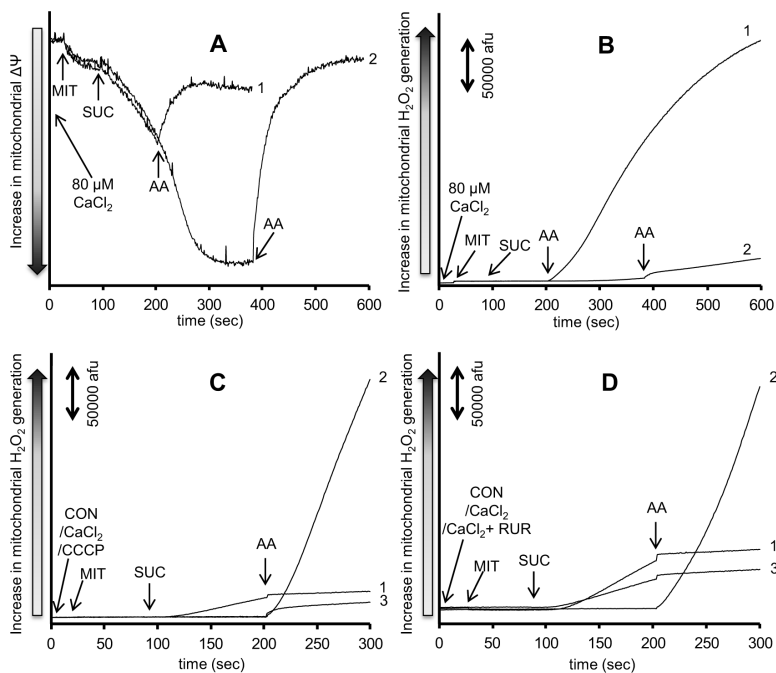 A
Increase in mitochondrial ΔΨ
MIT
SUC
80 µM
CaCl₂
AA
AA
1
2
0 100 200 300 400 500 600
time (sec)
B
Increase in mitochondrial H₂O₂ generation
50000 afu
80 µM
CaCl₂
MIT
SUC
AA
AA
1
2
0 100 200 300 400 500 600
time (sec)
C
Increase in mitochondrial H₂O₂ generation
50000 afu
CON
/CaCl₂
/CCCP
MIT
SUC
AA
2
1
3
0 50 100 150 200 250 300
time (sec)
D
Increase in mitochondrial H₂O₂ generation
50000 afu
CON
/CaCl₂
/CaCl₂+ RUR
MIT
SUC
AA
2
1
3
0 50 100 150 200 250 300
time (sec)